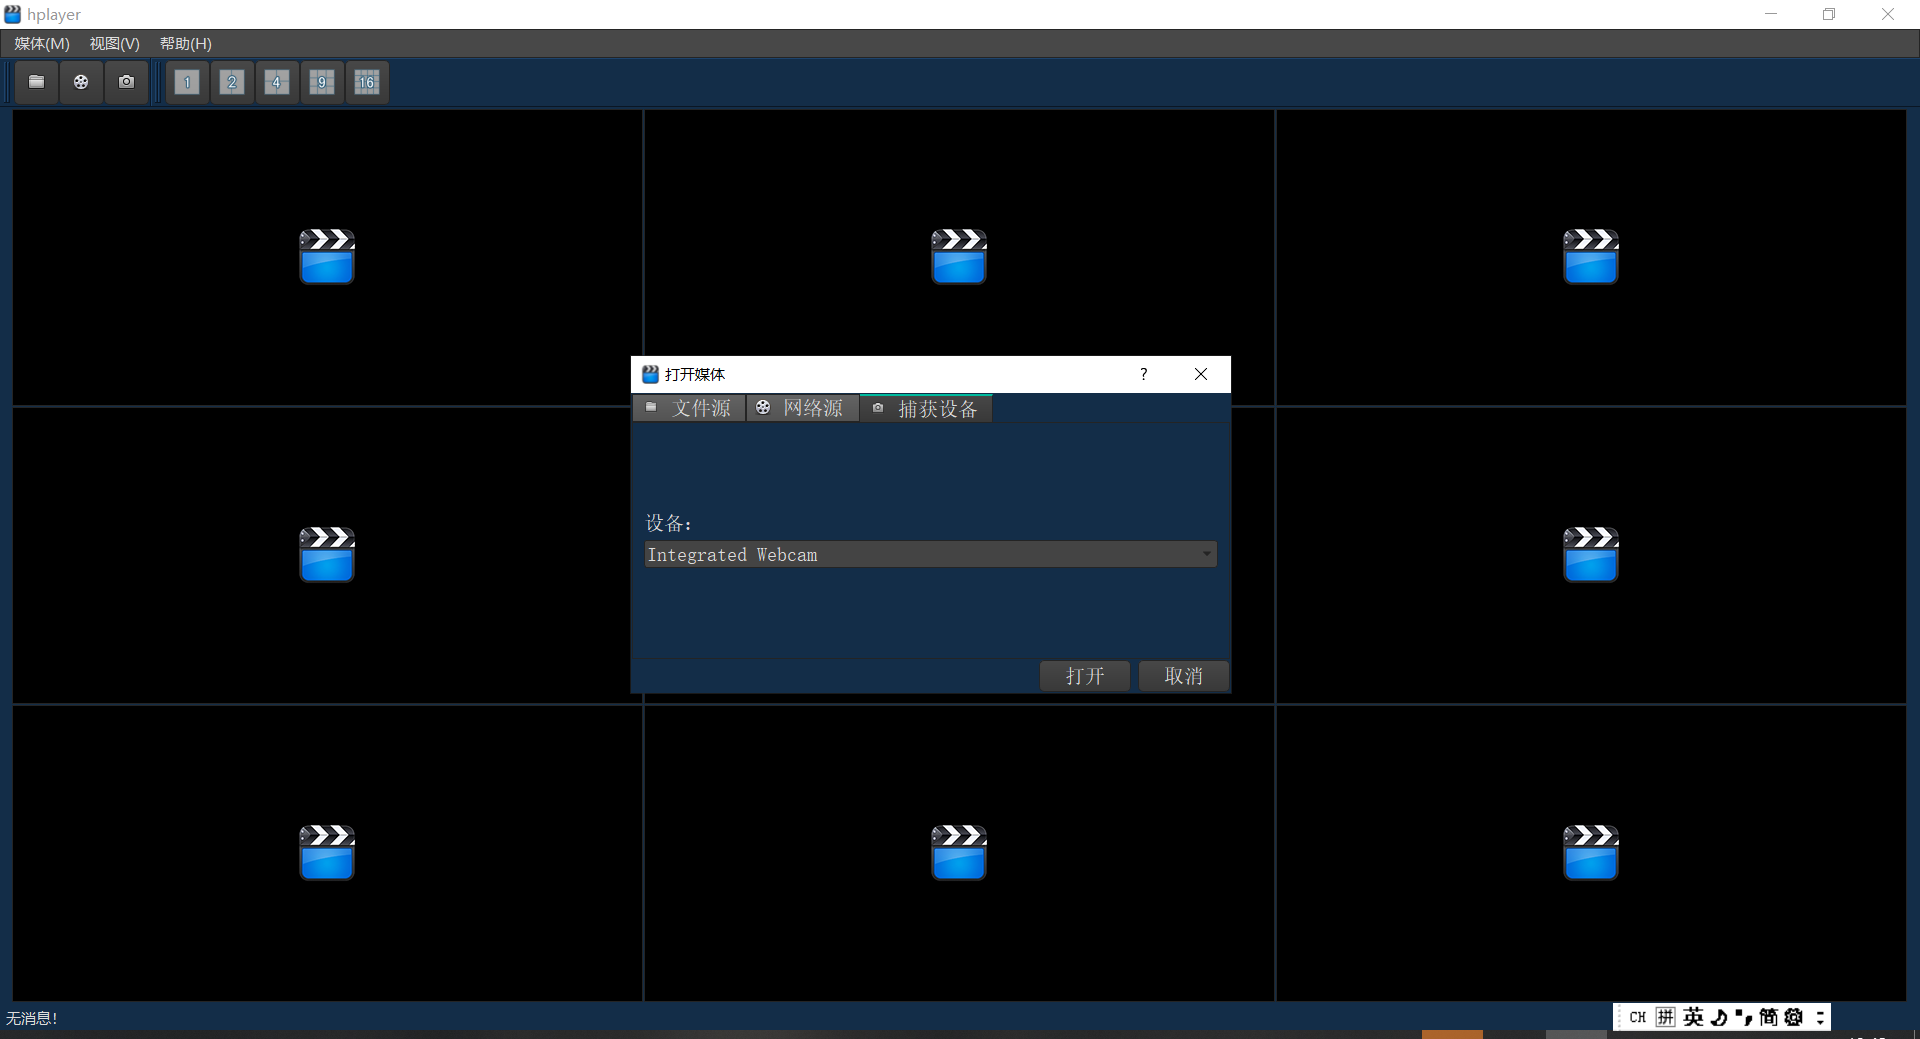 hplayer
媒体(M) 视图(V) 帮助(H)
1 2 4 9 16
打开媒体 ?
文件源 网络源 捕获设备
设备:
Integrated Webcam
打开 取消
无消息!
CH 拼 英 简